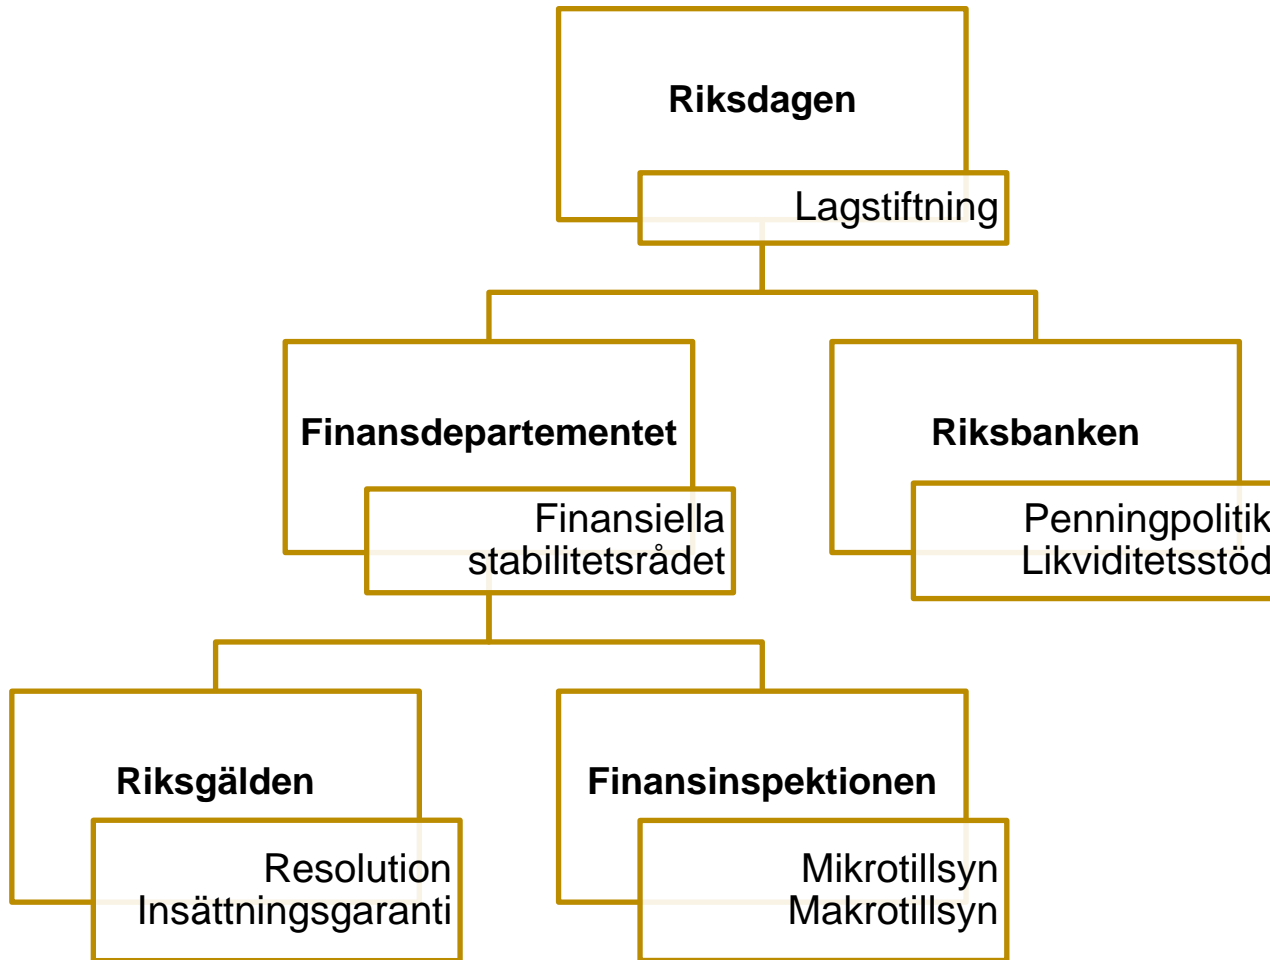 Riksdagen
Lagstiftning
Finansdepartementet
Finansiella
stabilitetsrådet
Riksbanken
Penningpolitik
Likviditetsstöd
Riksgälden
Resolution
Insättningsgaranti
Finansinspektionen
Mikrotillsyn
Makrotillsyn